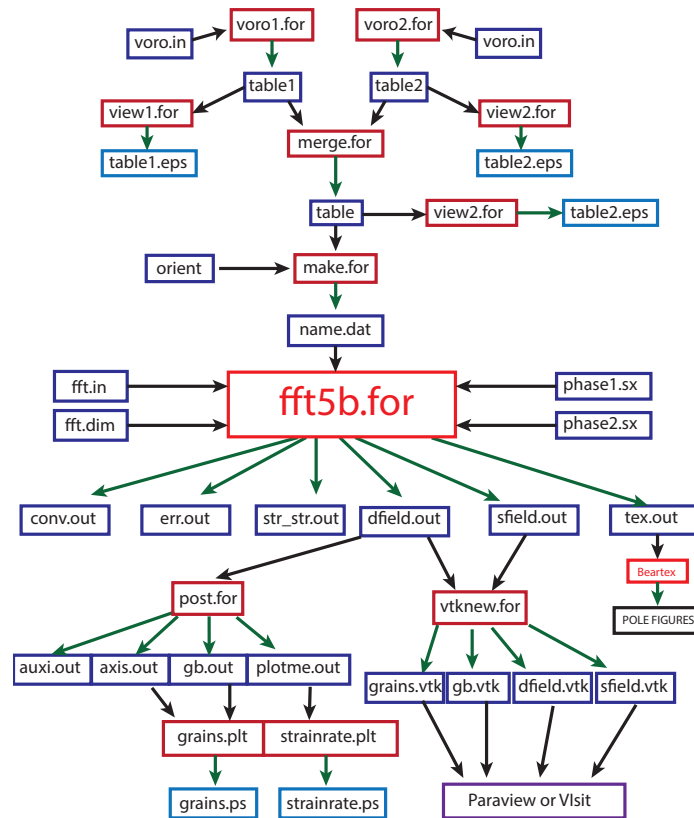 voro1.for
voro2.for
voro.in
voro.in
table1
table2
view1.for
view2.for
merge.for
table1.eps
table2.eps
table
view2.for
table2.eps
orient
make.for
name.dat
fft.in
fft5b.for
phase1.sx
fft.dim
phase2.sx
conv.out
err.out
str_str.out
dfield.out
sfield.out
tex.out
Beartex
post.for
vtknew.for
POLE FIGURES
auxi.out
axis.out
gb.out
plotme.out
grains.vtk
gb.vtk
dfield.vtk
sfield.vtk
grains.plt
strainrate.plt
grains.ps
strainrate.ps
Paraview or VIsit